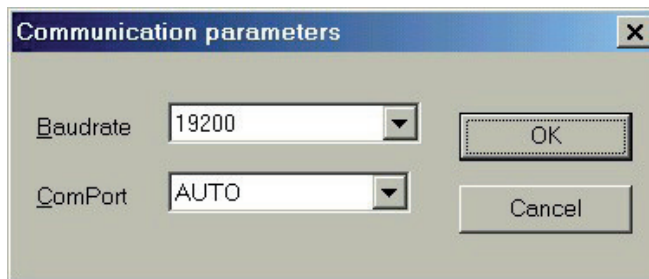 Communication parameters
Baudrate 19200
OK
ComPort AUTO
Cancel